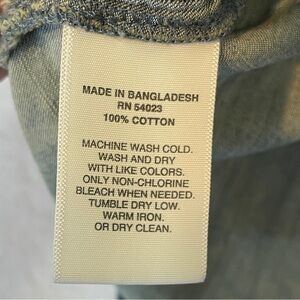 MADE IN BANGLADESH
RN 54023
100% COTTON
MACHINE WASH COLD.
WASH AND DRY
WITH LIKE COLORS.
ONLY NON-CHLORINE
BLEACH WHEN NEEDED.
TUMBLE DRY LOW.
WARM IRON.
OR DRY CLEAN.